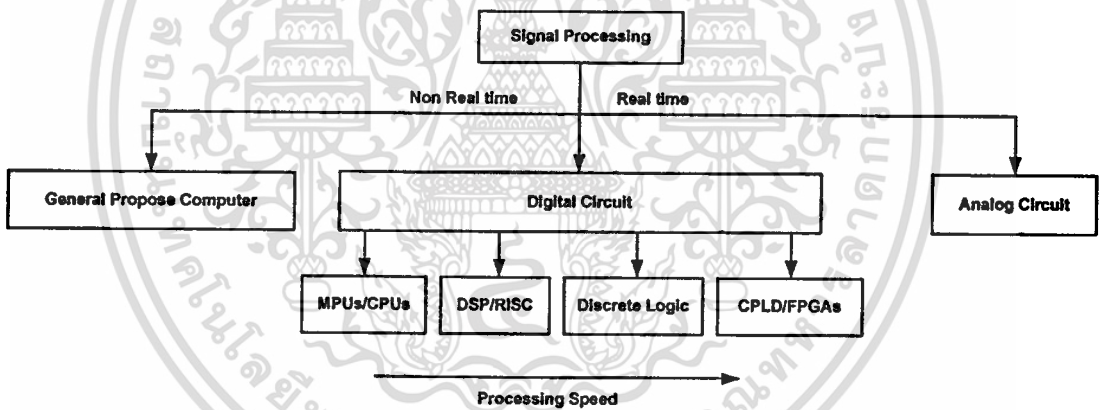 Signal Processing
Non Real time
Real time
General Propose Computer
Digital Circuit
Analog Circuit
MPUs/CPUs
DSP/RISC
Discrete Logic
CPLD/FPGAs
Processing Speed